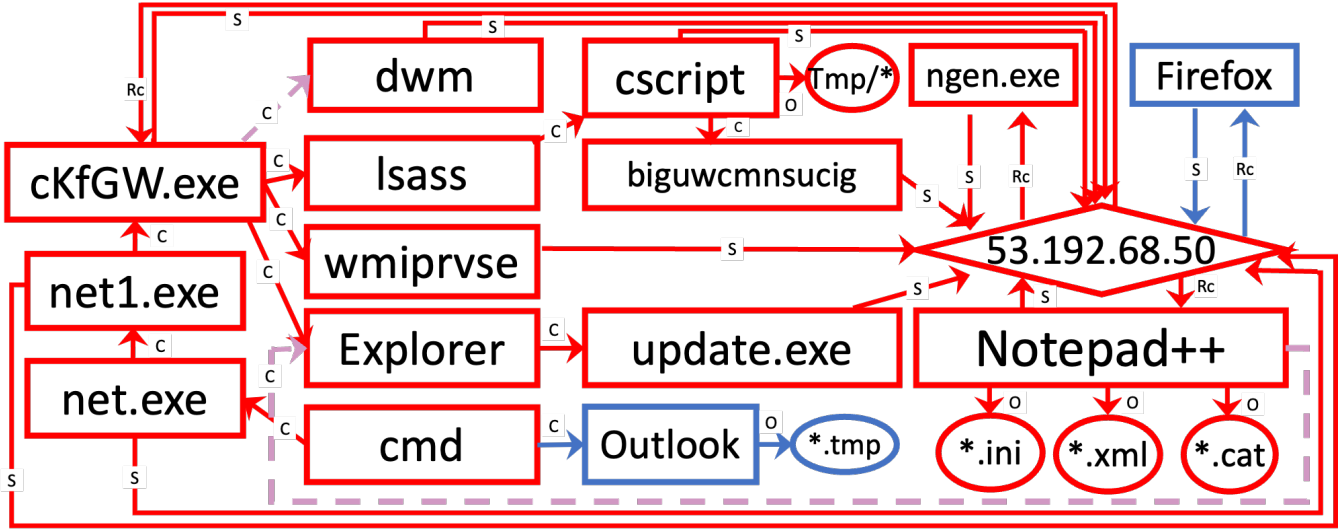 S
S
S
dwm
cscript
Tmp/*
ngen.exe
Firefox
Rc
C
O
C
C
cKfGW.exe
C
lsass
biguwcmnsucig
S
S
Rc
S
Rc
C
wmiprvse
S
53.192.68.50
C
net1.exe
C
Explorer
C
update.exe
S
S
Rc
Notepad++
C
C
net.exe
C
cmd
C
Outlook
O
*.tmp
O
O
O
*.ini
*.xml
*.cat
S
S